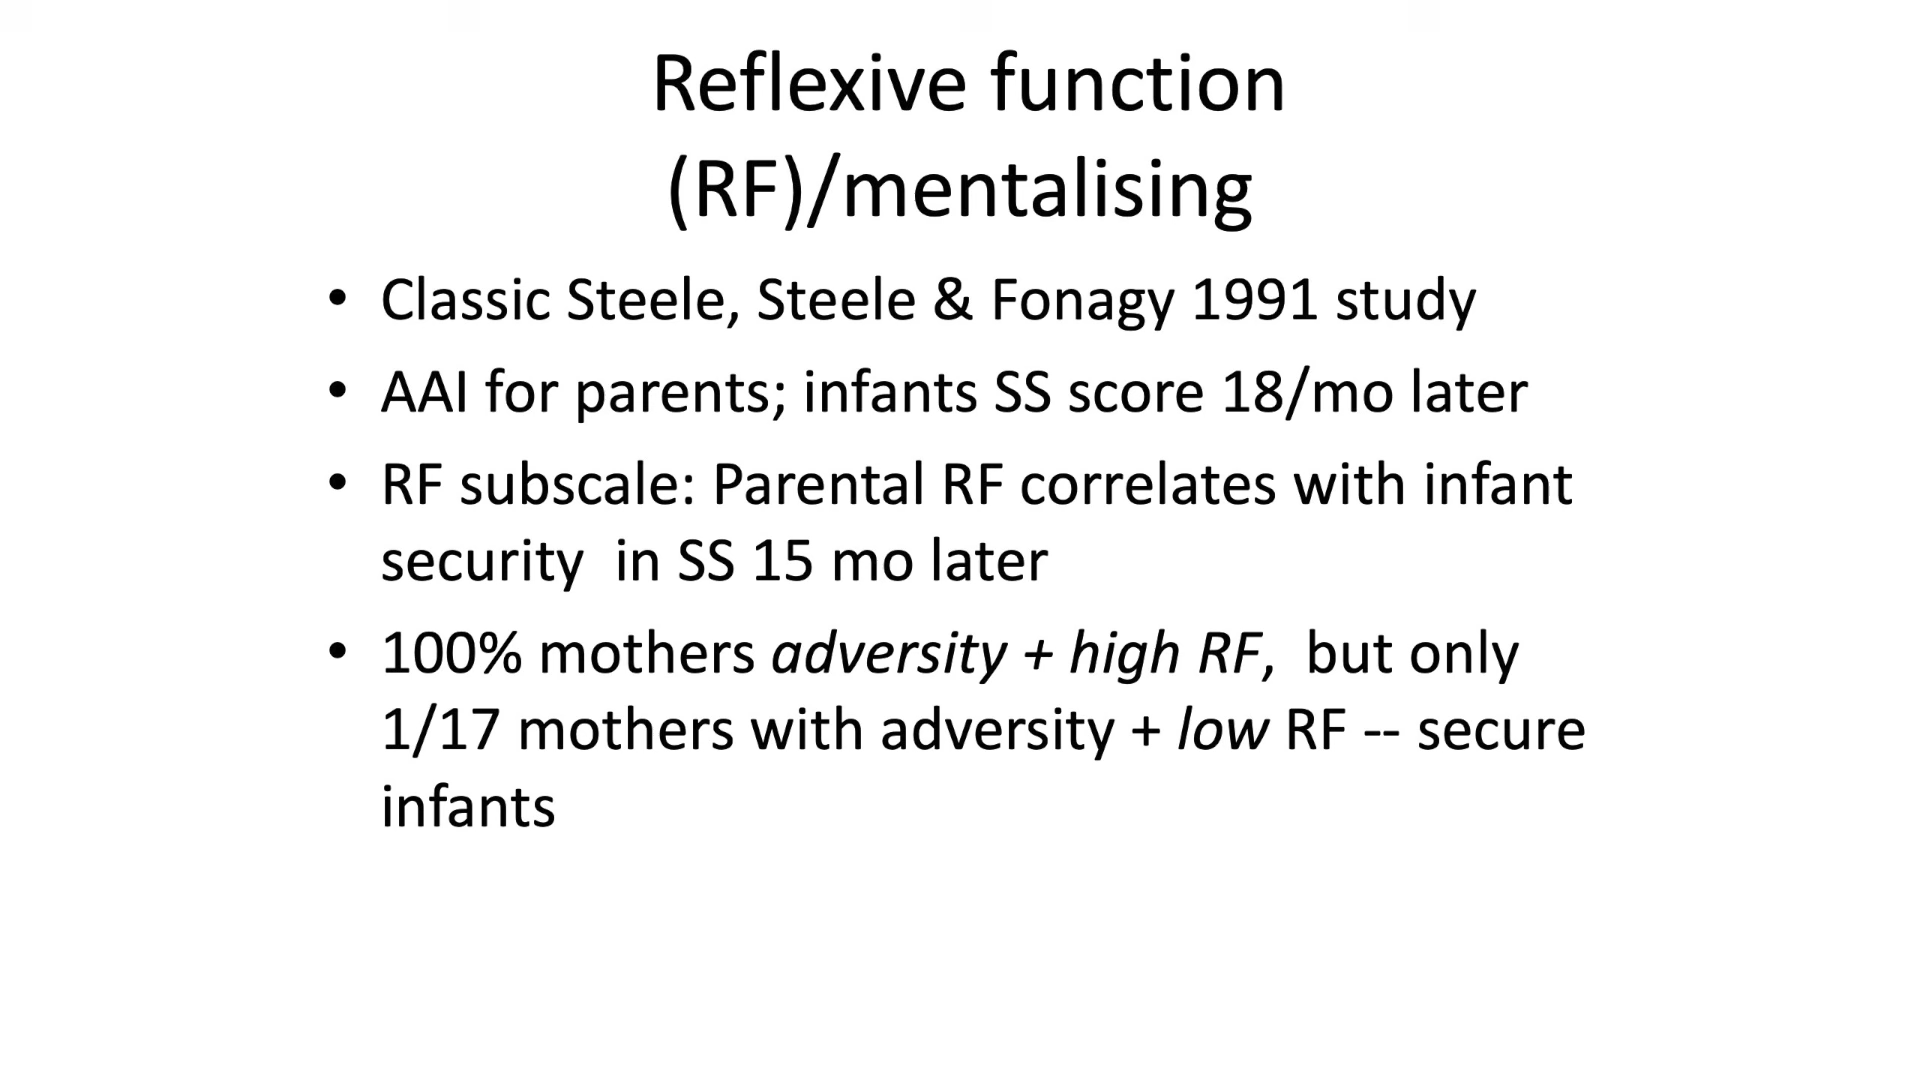 Reflexive function
(RF)/mentalising
• Classic Steele, Steele & Fonagy 1991 study
• AAI for parents; infants SS score 18/mo later
• RF subscale: Parental RF correlates with infant
security  in SS 15 mo later
• 100% mothers adversity + high RF,  but only
1/17 mothers with adversity + low RF -- secure
infants